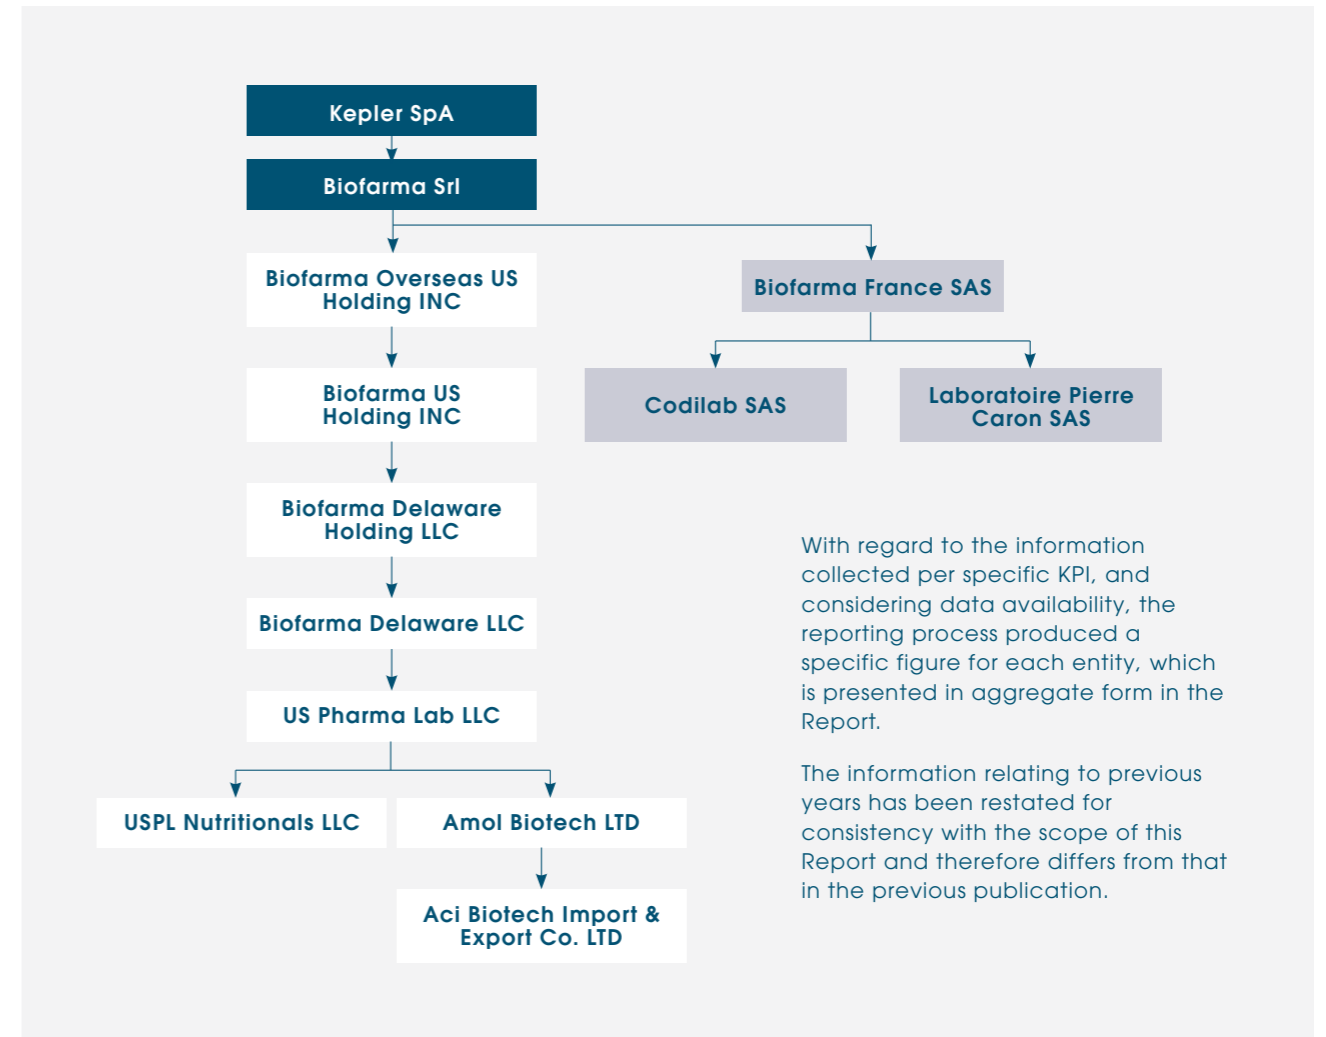 Kepler SpA
Biofarma Srl
Biofarma Overseas US
Holding INC
Biofarma France SAS
Biofarma US
Holding INC
Codilab SAS
Laboratoire Pierre
Caron SAS
Biofarma Delaware
Holding LLC
Biofarma Delaware LLC
US Pharma Lab LLC
USPL Nutritionals LLC
Amol Biotech LTD
Aci Biotech Import &
Export Co. LTD
With regard to the information
collected per specific KPI, and
considering data availability, the
reporting process produced a
specific figure for each entity, which
is presented in aggregate form in the
Report.
The information relating to previous
years has been restated for
consistency with the scope of this
Report and therefore differs from that
in the previous publication.